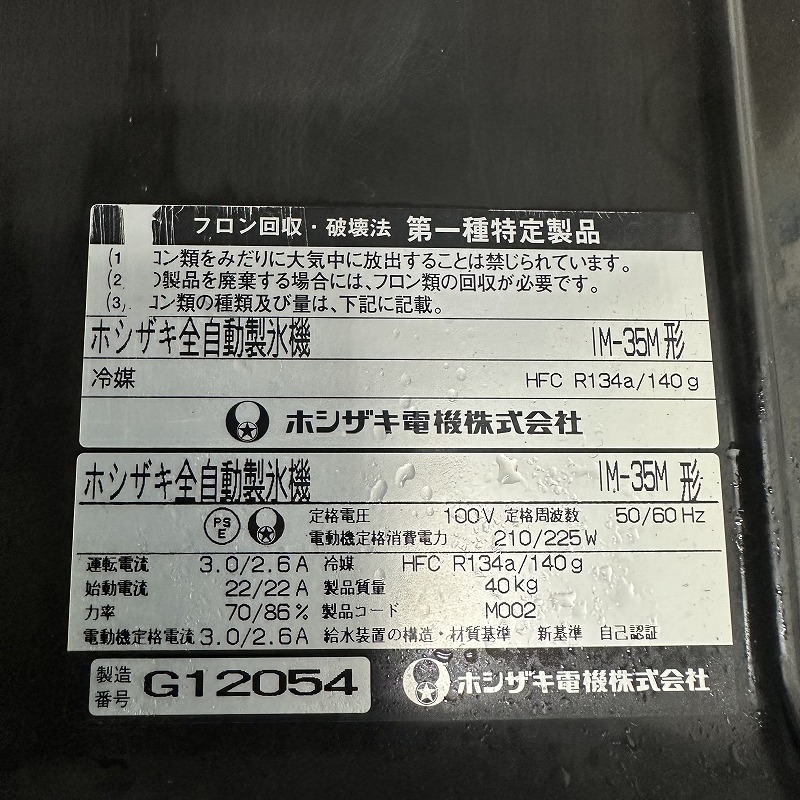 フロン回収・破壊法 第一種特定製品
(1 ロン類をみだりに大気中に放出することは禁じられています。
(2 の製品を廃棄する場合には、フロン類の回収が必要です。
(3 ロン類の種類及び量は、下記に記載。
ホシザキ全自動製氷機 IM-35M 形
冷媒 HFC R134a/140g
ホシザキ電機株式会社
ホシザキ全自動製氷機 IM-35M 形
PS E 定格電圧 100V 定格周波数 50/60Hz
電動機定格消費電力 210/225W
運転電流 3.0/2.6A 冷媒 HFC R134a/140g
始動電流 22/22A 製品質量 40kg
力率 70/86% 製品コード M002
電動機定格電流 3.0/2.6A 給水装置の構造・材質基準 新基準 自己認証
製造番号 G12054 ホシザキ電機株式会社